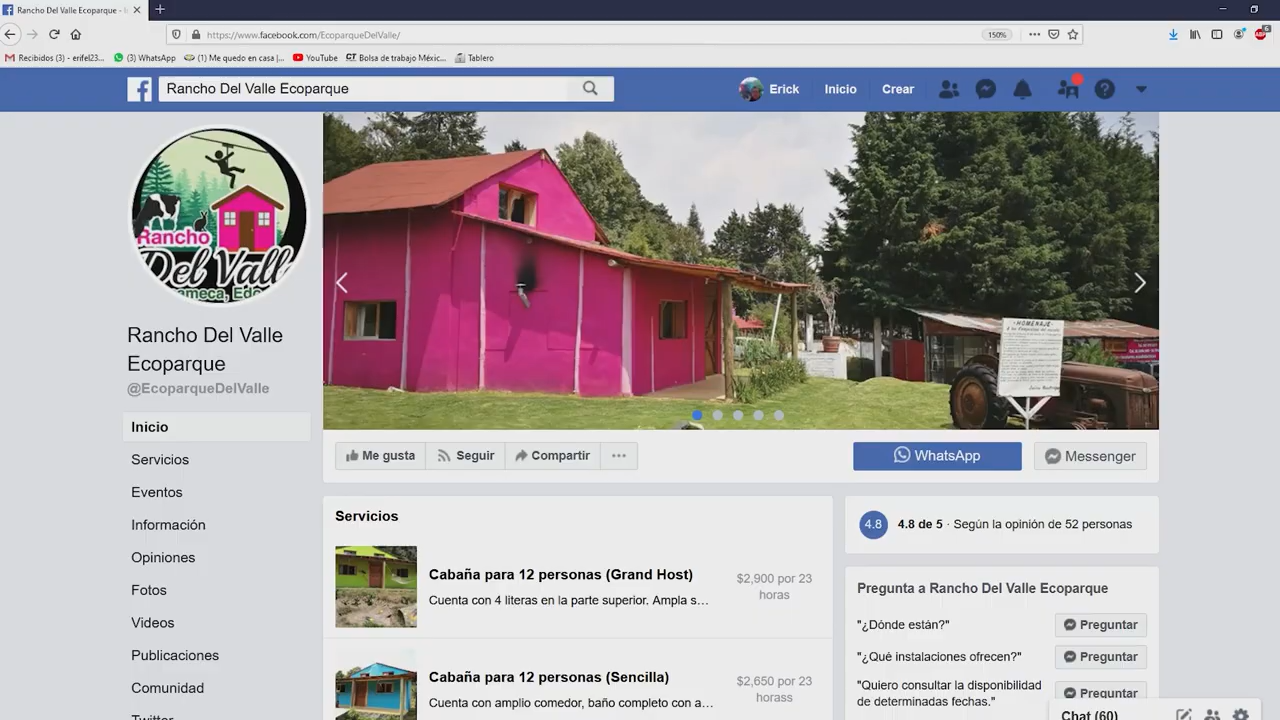 Rancho Del Valle Ecoparque - I
https://www.facebook.com/EcoparqueDelValle/
150%
Recibidos (3) - erifel23...
(3) WhatsApp
(1) Me quedo en casa |...
YouTube
Bolsa de trabajo Méxic...
Tablero
Rancho Del Valle Ecoparque
Erick
Inicio
Crear
Rancho
Del Vall
ameca, Edo
HOMENAJE
Rancho Del Valle
Ecoparque
@EcoparqueDelValle
Inicio
Servicios
Eventos
Información
Opiniones
Fotos
Videos
Publicaciones
Comunidad
Twitter
Me gusta
Seguir
Compartir
WhatsApp
Messenger
Servicios
Cabaña para 12 personas (Grand Host)
Cuenta con 4 literas en la parte superior. Ampla s...
$2,900 por 23
horas
Cabaña para 12 personas (Sencilla)
Cuenta con amplio comedor, baño completo con a...
$2,650 por 23
horass
4.8
4.8 de 5 · Según la opinión de 52 personas
Pregunta a Rancho Del Valle Ecoparque
"¿Dónde están?"
Preguntar
"¿Qué instalaciones ofrecen?"
Preguntar
"Quiero consultar la disponibilidad
de determinadas fechas."
Preguntar
Chat (60)